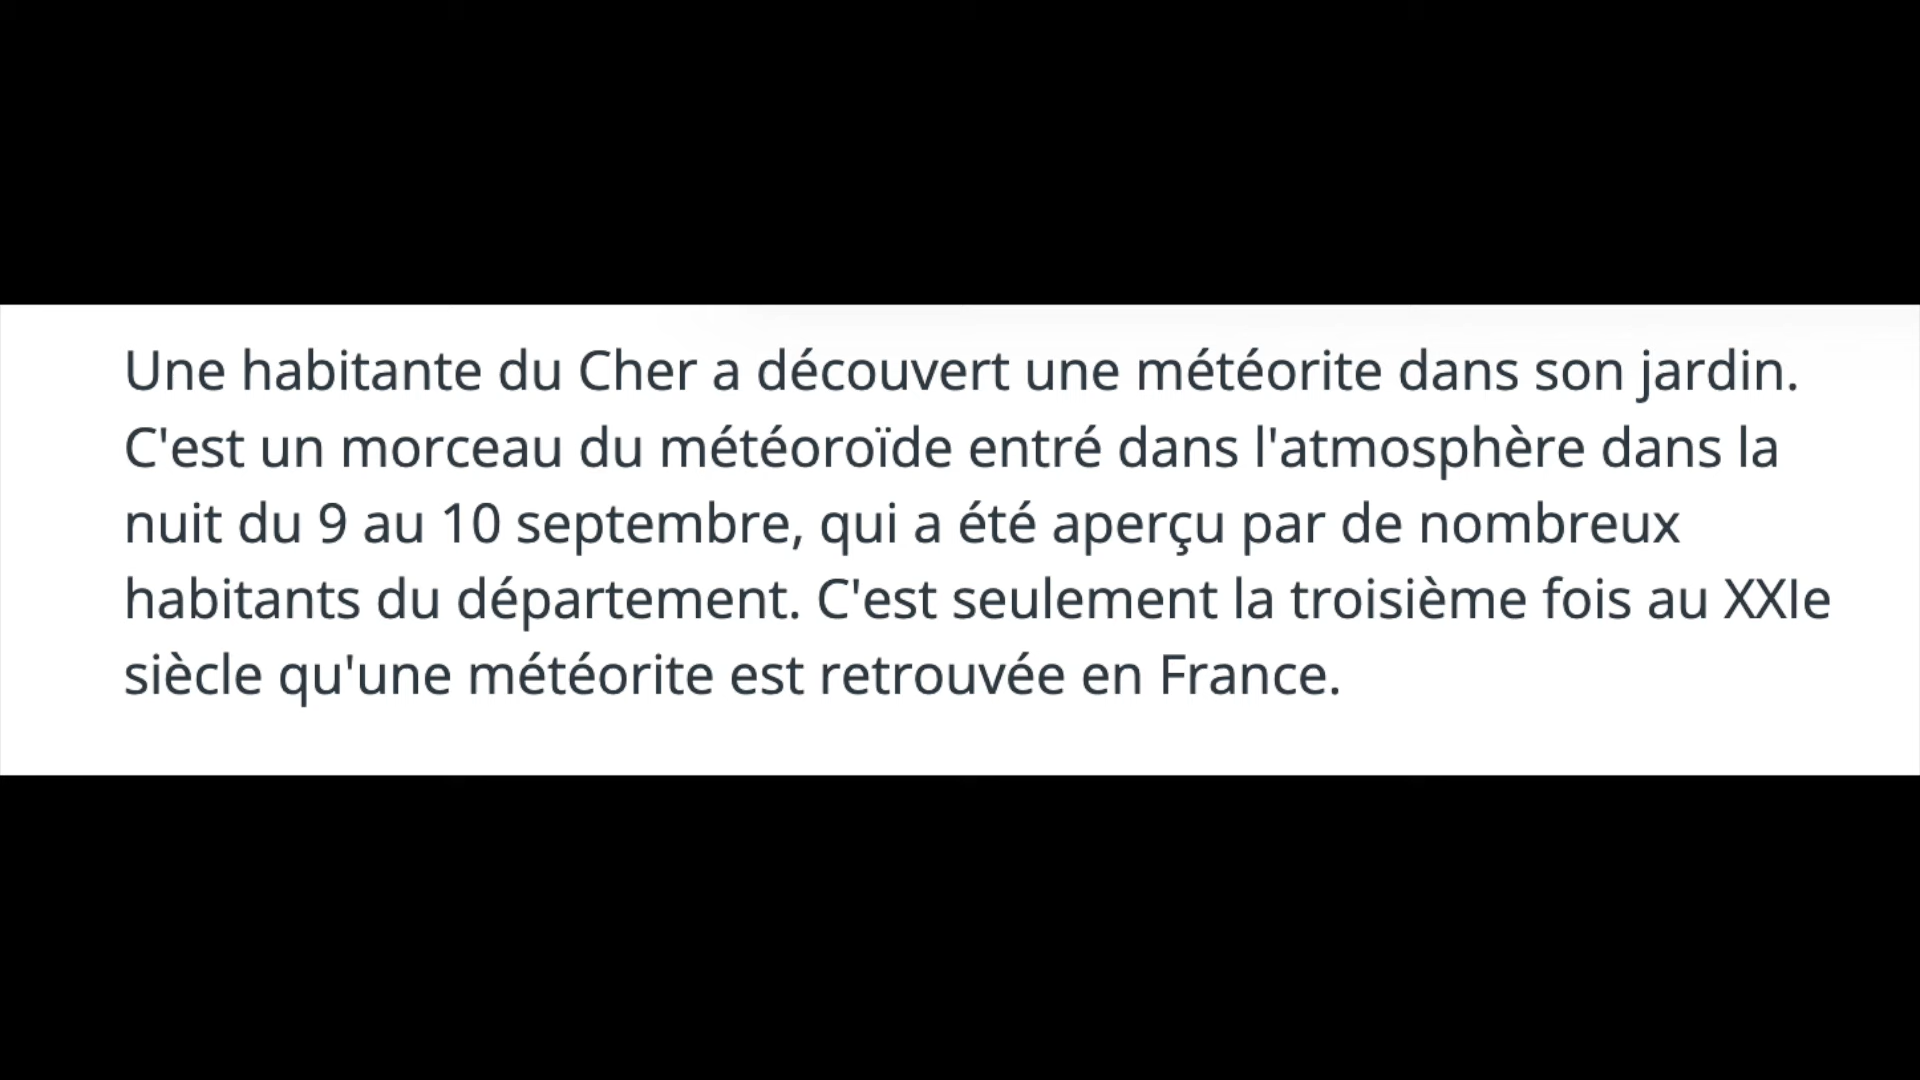 Une habitante du Cher a découvert une météorite dans son jardin.
C'est un morceau du météoroïde entré dans l'atmosphère dans la
nuit du 9 au 10 septembre, qui a été aperçu par de nombreux
habitants du département. C'est seulement la troisième fois au XXIe
siècle qu'une météorite est retrouvée en France.